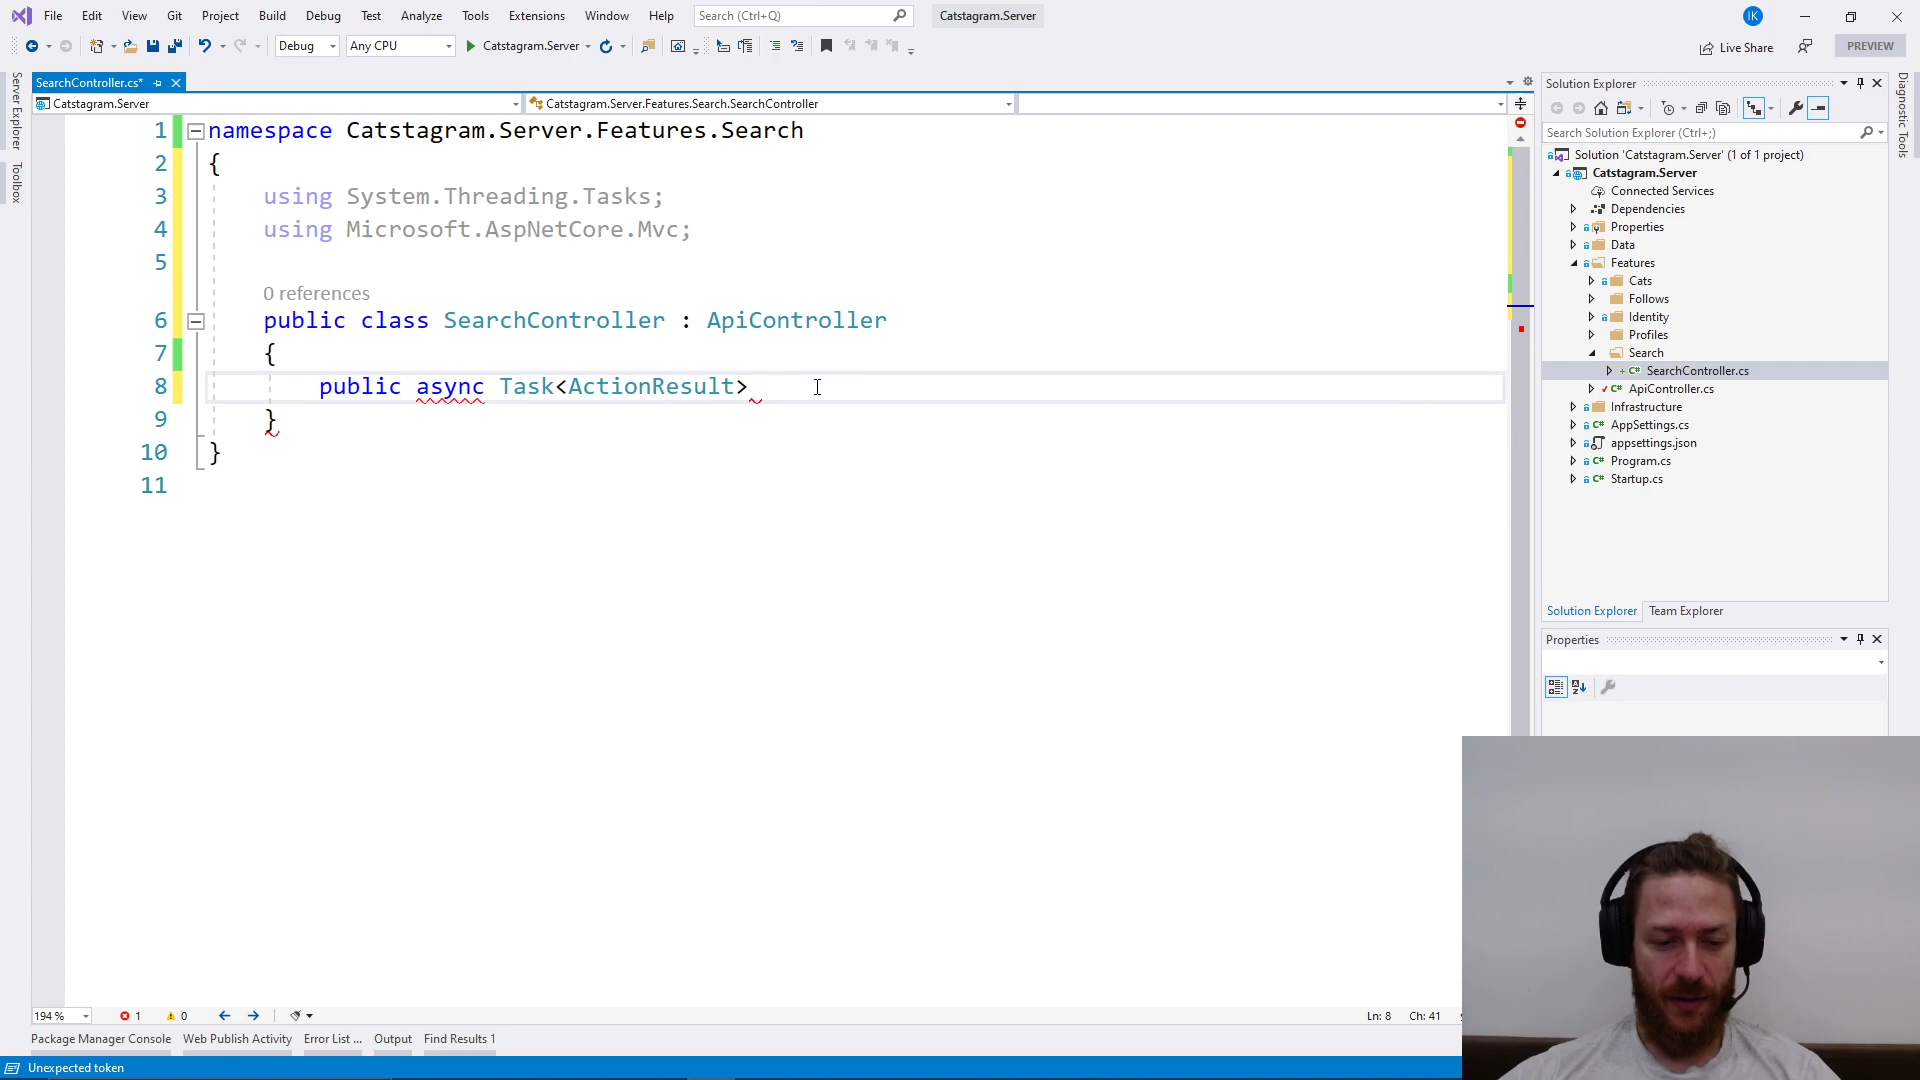 File Edit View Git Project Build Debug Test Analyze Tools Extensions Window Help Search (Ctrl+Q) Catstagram.Server IK
Debug Any CPU Catstagram.Server Live Share PREVIEW
SearchController.cs*
Catstagram.Server Catstagram.Server.Features.Search.SearchController
1 namespace Catstagram.Server.Features.Search
2 {
3 using System.Threading.Tasks;
4 using Microsoft.AspNetCore.Mvc;
5
0 references
6 public class SearchController : ApiController
7 {
8 public async Task<ActionResult>
9 }
10 }
11
194 % 1 0 Ln: 8 Ch: 41
Package Manager Console Web Publish Activity Error List ... Output Find Results 1
Unexpected token
Server Explorer
Toolbox
Solution Explorer
Search Solution Explorer (Ctrl+;)
Solution 'Catstagram.Server' (1 of 1 project)
Catstagram.Server
Connected Services
Dependencies
Properties
Data
Features
Cats
Follows
Identity
Profiles
Search
SearchController.cs
ApiController.cs
Infrastructure
AppSettings.cs
appsettings.json
Program.cs
Startup.cs
Solution Explorer Team Explorer
Properties
Diagnostic Tools